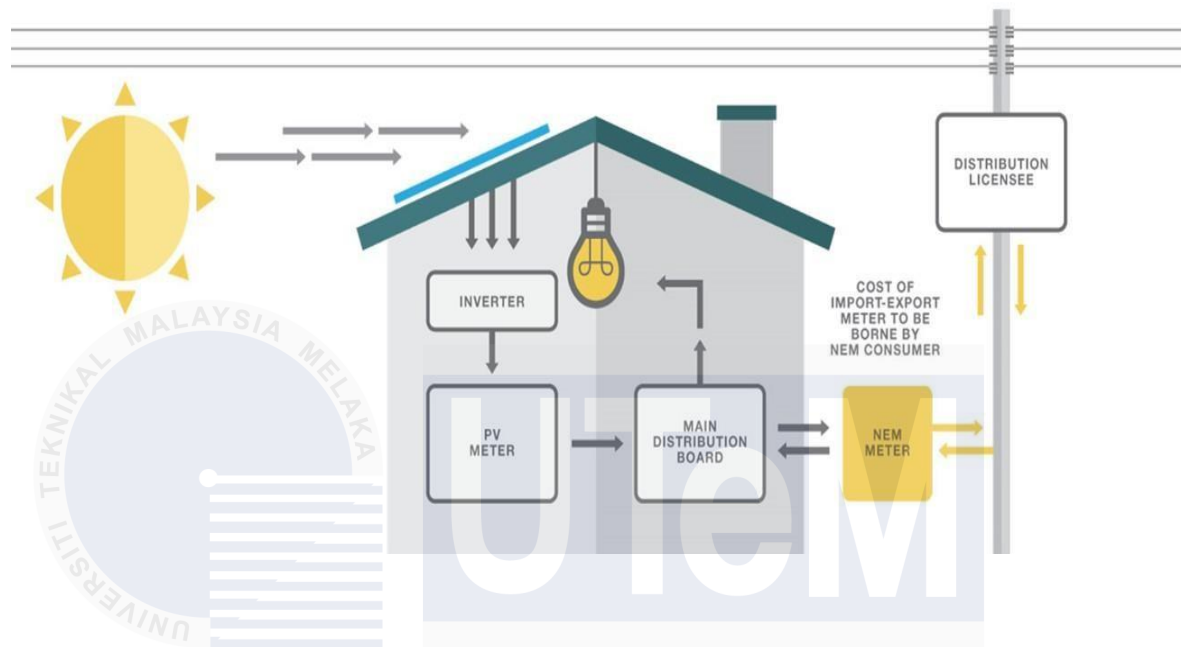 DISTRIBUTION
LICENSEE
COST OF
IMPORT-EXPORT
METER TO BE
BORNE BY
NEM CONSUMER
INVERTER
PV
METER
MAIN
DISTRIBUTION
BOARD
NEM
METER
UNIVERSITI TEKNIKAL MALAYSIA MELAKA
UTeM